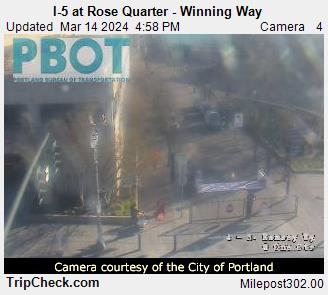 I-5 at Rose Quarter - Winning Way
Updated Mar 14 2024 4:58 PM Camera 4
PBOT
PORTLAND BUREAU OF TRANSPORTATION
Camera courtesy of the City of Portland
TripCheck.com Milepost302.00